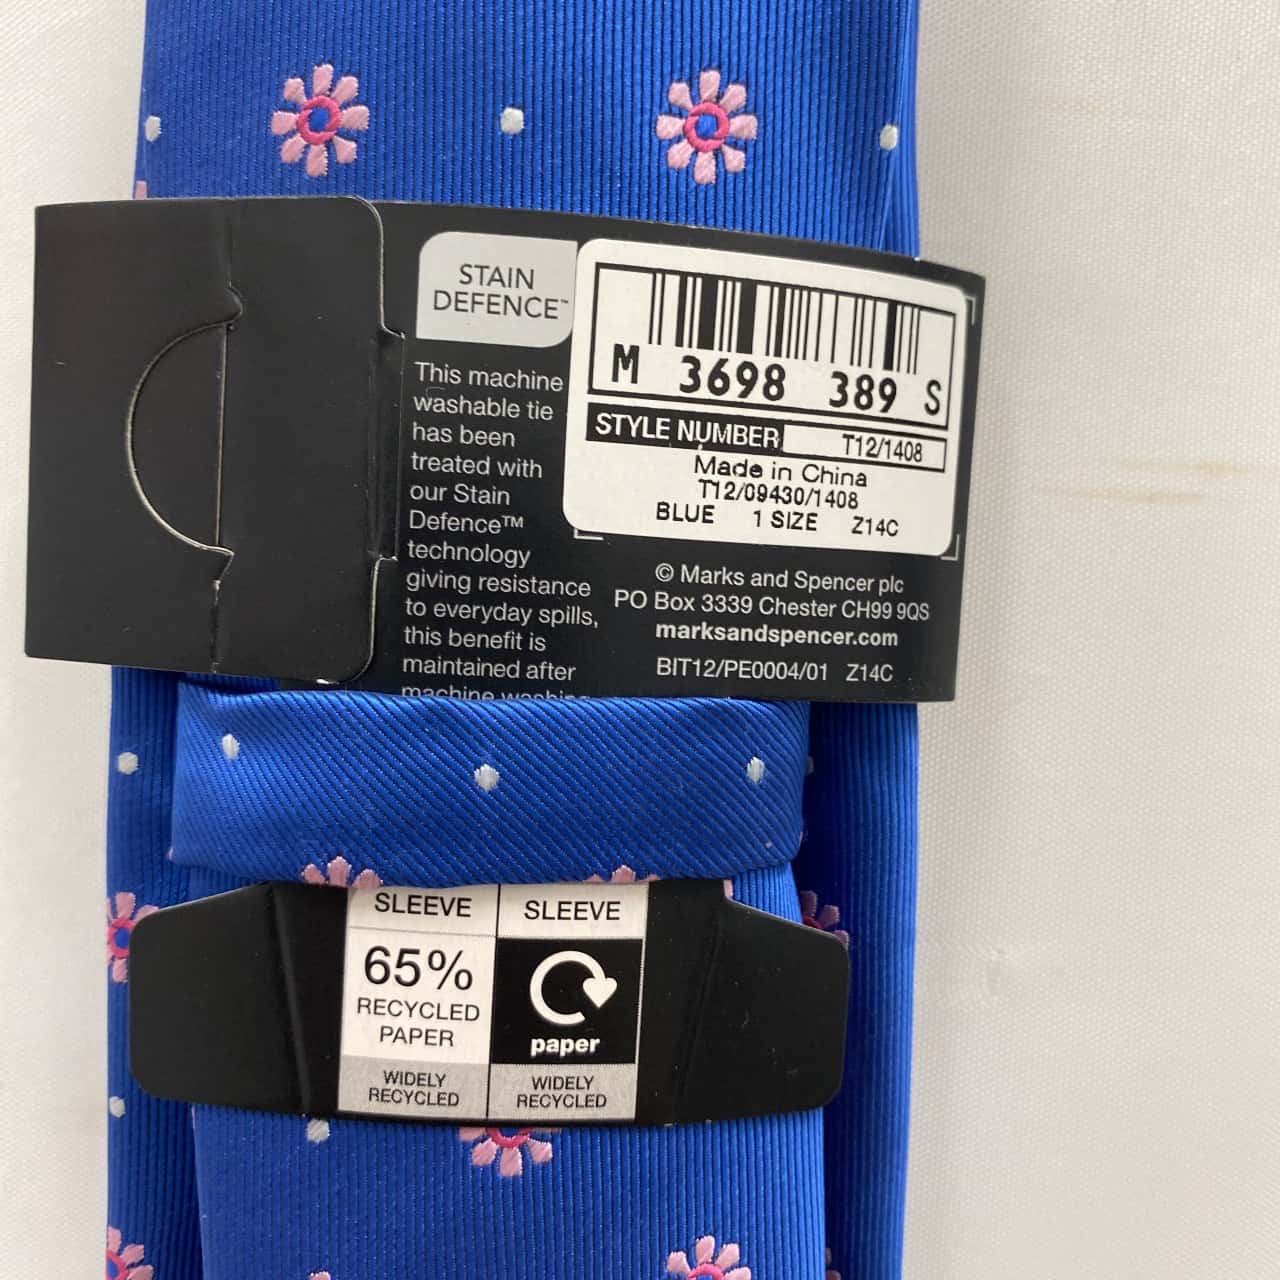 STAIN
DEFENCE™
This machine
washable tie
has been
treated with
our Stain
Defence™
technology
giving resistance
to everyday spills,
this benefit is
maintained after
machine washing
M 3698 389 S
STYLE NUMBER T12/1408
Made in China
T12/09430/1408
BLUE 1 SIZE Z14C
© Marks and Spencer plc
PO Box 3339 Chester CH99 9QS
marksandspencer.com
BIT12/PE0004/01 Z14C
SLEEVE
65%
RECYCLED
PAPER
WIDELY
RECYCLED
SLEEVE
paper
WIDELY
RECYCLED